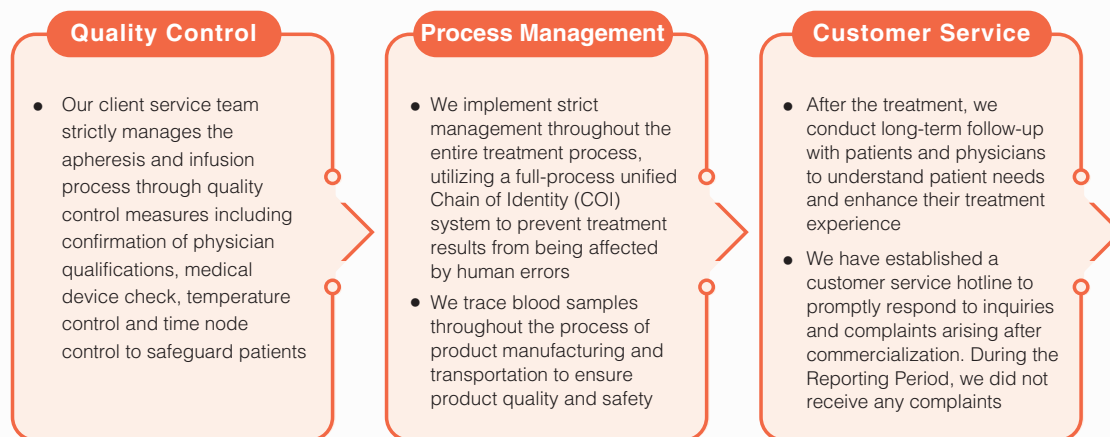 Quality Control
● Our client service team
strictly manages the
apheresis and infusion
process through quality
control measures including
confirmation of physician
qualifications, medical
device check, temperature
control and time node
control to safeguard patients
Process Management
● We implement strict
management throughout the
entire treatment process,
utilizing a full-process unified
Chain of Identity (COI)
system to prevent treatment
results from being affected
by human errors
● We trace blood samples
throughout the process of
product manufacturing and
transportation to ensure
product quality and safety
Customer Service
● After the treatment, we
conduct long-term follow-up
with patients and physicians
to understand patient needs
and enhance their treatment
experience
● We have established a
customer service hotline to
promptly respond to inquiries
and complaints arising after
commercialization. During the
Reporting Period, we did not
receive any complaints